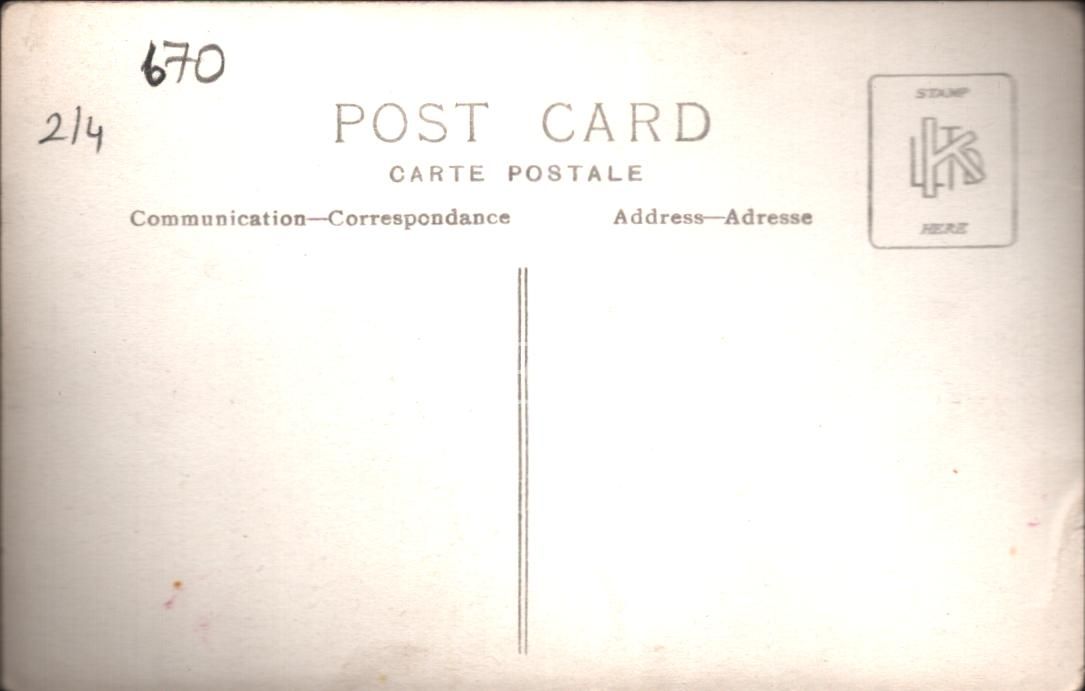 670
2/4
POST CARD
CARTE POSTALE
Communication—Correspondance
Address—Adresse
STAMP
HERE